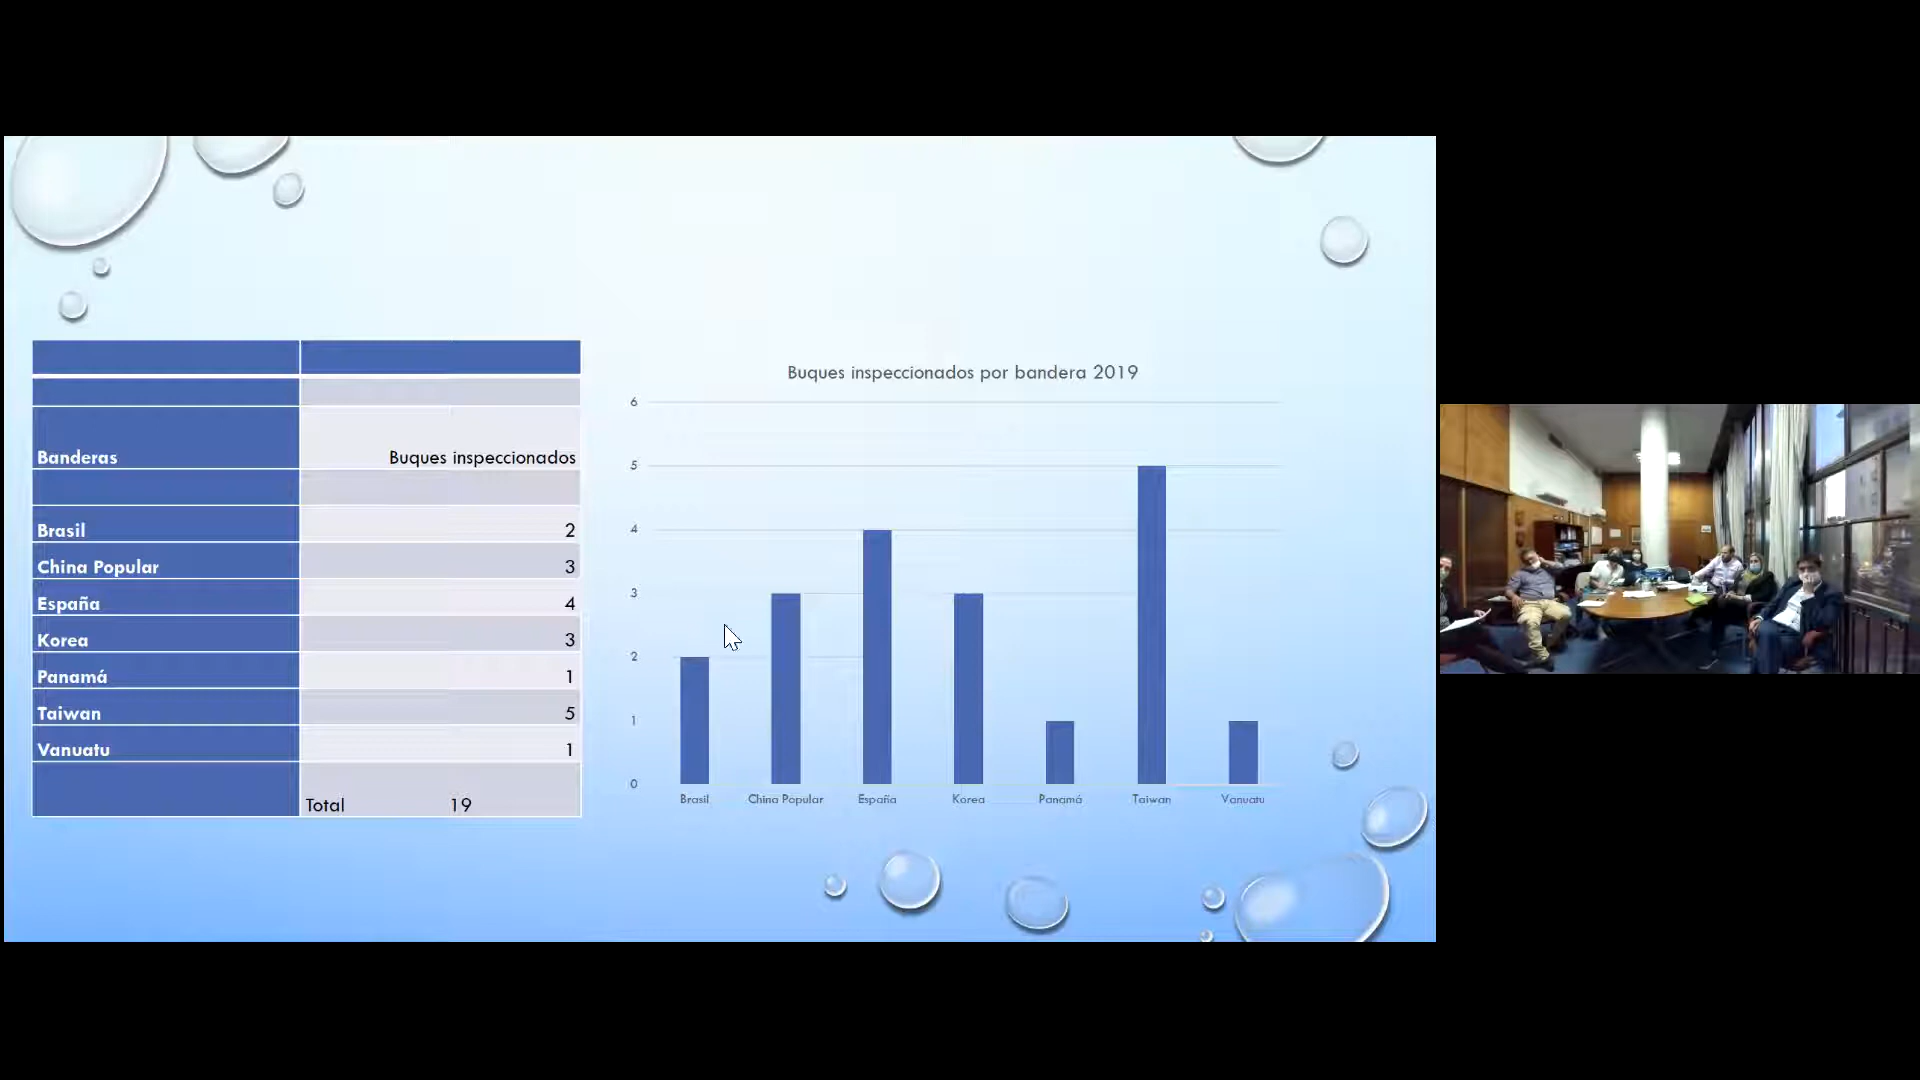 Banderas Buques inspeccionados
Brasil 2
China Popular 3
España 4
Korea 3
Panamá 1
Taiwan 5
Vanuatu 1
Total 19
Buques inspeccionados por bandera 2019
6
5
4
3
2
1
0
Brasil China Popular España Korea Panamá Taiwan Vanuatu